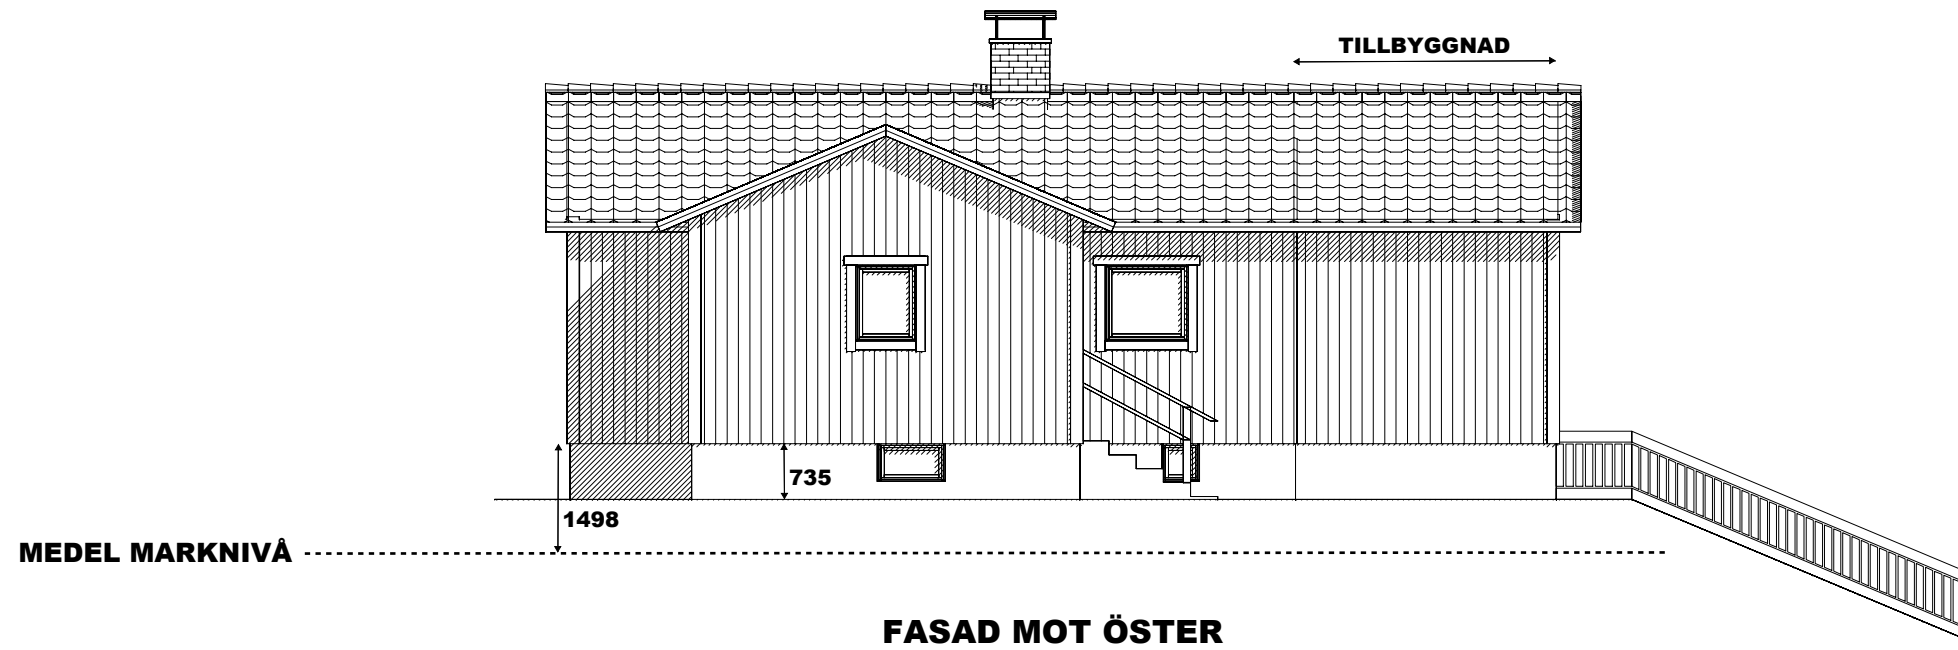 TILLBYGGNAD
735
1498
MEDEL MARKNIVÅ
FASAD MOT ÖSTER